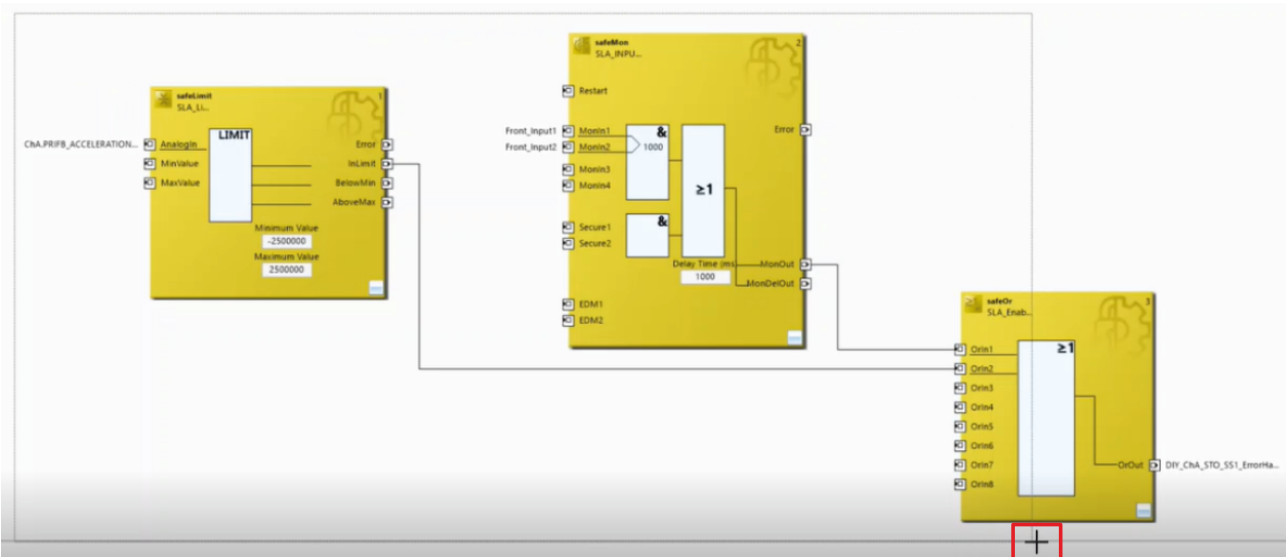 safeLimit
1
SLA_Li...
LIMIT
ChA.PRIFB_ACCELERATION...
AnalogIn
MinValue
MaxValue
Error
InLimit
BelowMin
AboveMax
Minimum Value
-2500000
Maximum Value
2500000
safeMon
2
SLA_INPU...
Restart
Front_Input1
MonIn1
Front_Input2
MonIn2
MonIn3
MonIn4
Secure1
Secure2
EDM1
EDM2
&
1000
&
≥1
Error
Delay Time (ms
1000
MonOut
MonDelOut
safeOr
3
SLA_Enab...
≥1
OrIn1
OrIn2
OrIn3
OrIn4
OrIn5
OrIn6
OrIn7
OrIn8
OrOut
DIY_ChA_STO_SS1_ErrorHa...